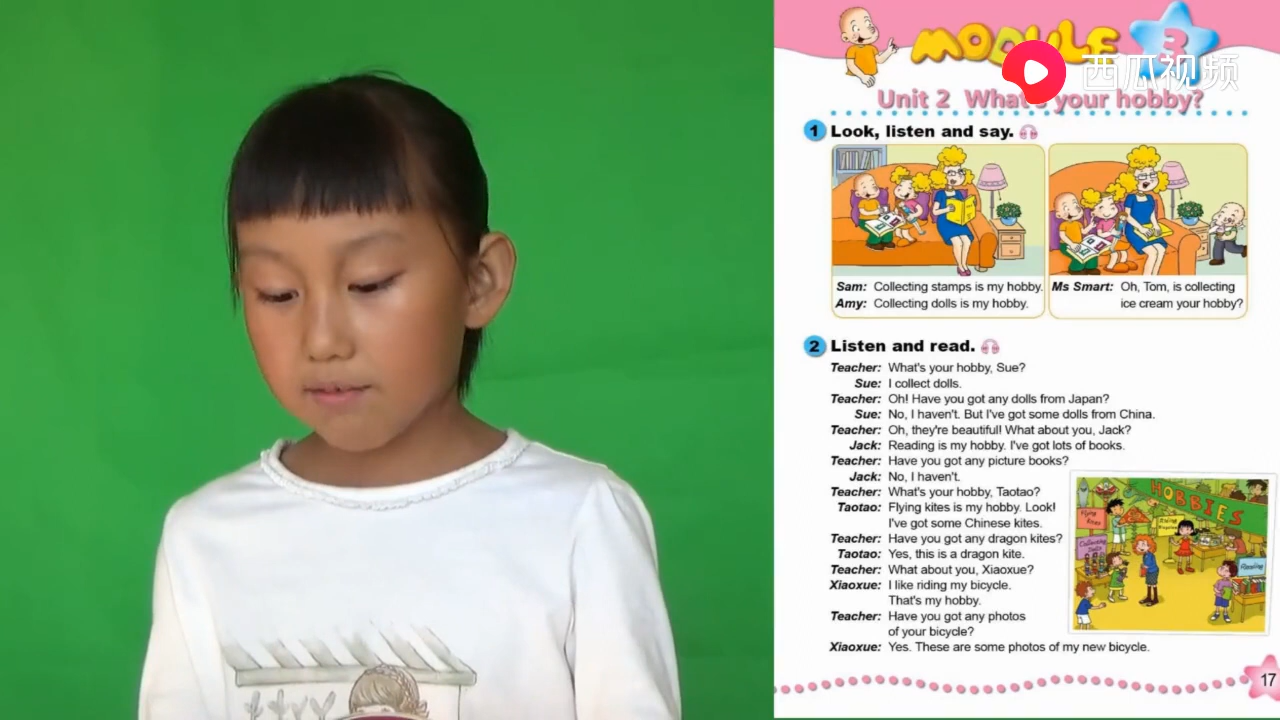 MODULE 3
西瓜视频
Unit 2 What's your hobby?
1 Look, listen and say.
Sam: Collecting stamps is my hobby.
Amy: Collecting dolls is my hobby.
Ms Smart: Oh, Tom, is collecting
ice cream your hobby?
2 Listen and read.
Teacher: What's your hobby, Sue?
Sue: I collect dolls.
Teacher: Oh! Have you got any dolls from Japan?
Sue: No, I haven't. But I've got some dolls from China.
Teacher: Oh, they're beautiful! What about you, Jack?
Jack: Reading is my hobby. I've got lots of books.
Teacher: Have you got any picture books?
Jack: No, I haven't.
Teacher: What's your hobby, Taotao?
Taotao: Flying kites is my hobby. Look!
I've got some Chinese kites.
Teacher: Have you got any dragon kites?
Taotao: Yes, this is a dragon kite.
Teacher: What about you, Xiaoxue?
Xiaoxue: I like riding my bicycle.
That's my hobby.
Teacher: Have you got any photos
of your bicycle?
Xiaoxue: Yes. These are some photos of my new bicycle.
HOBBIES
Flying
Kites
Riding
Bicycles
Collecting
Dolls
Reading
17